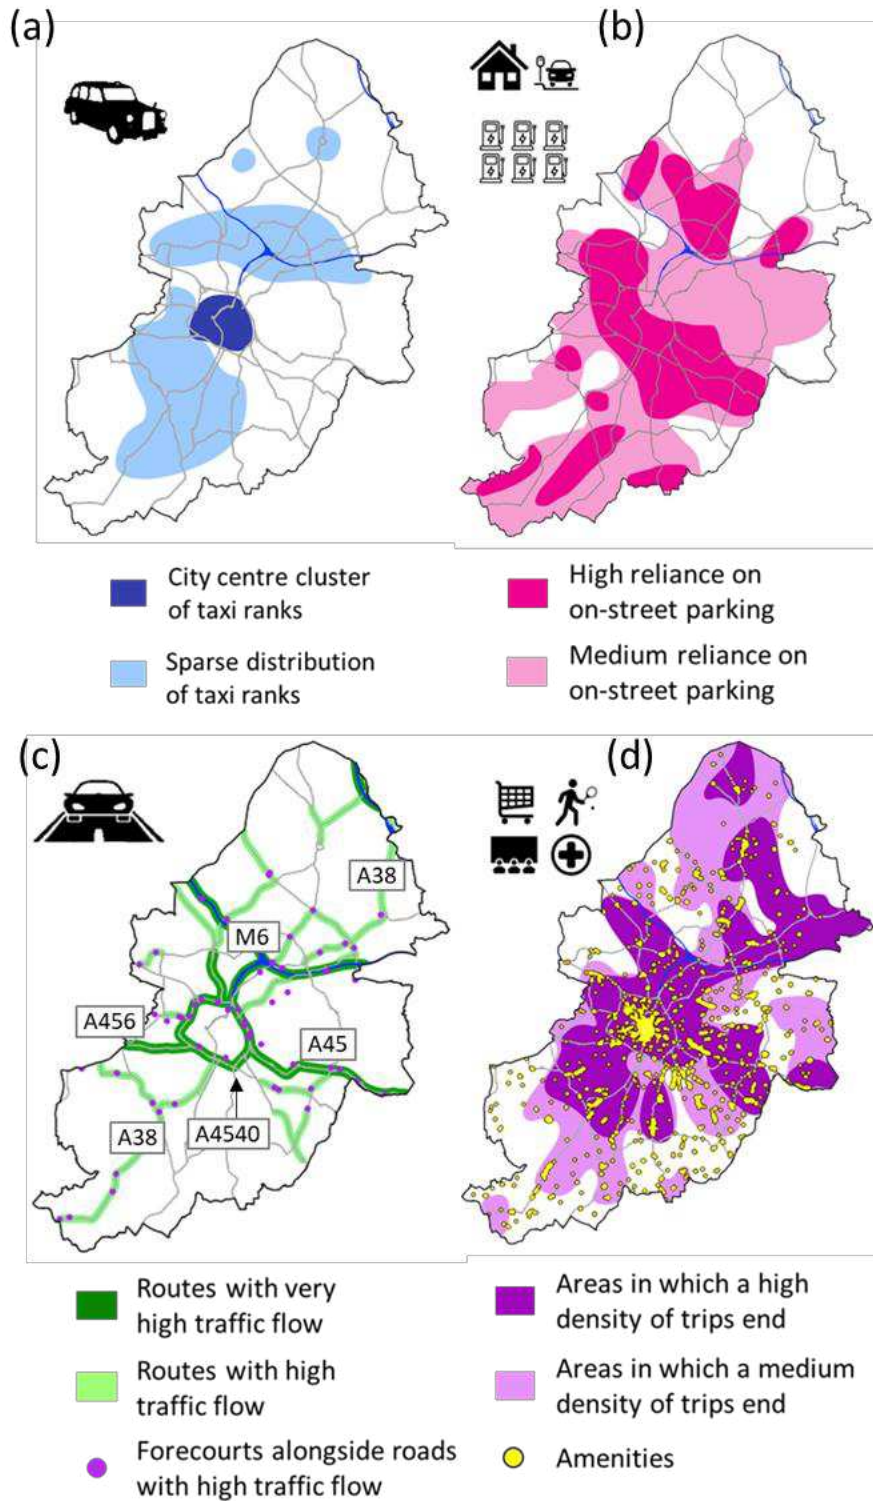 (a)
(b)
City centre cluster
of taxi ranks
High reliance on
on-street parking
Sparse distribution
of taxi ranks
Medium reliance on
on-street parking
(c)
(d)
A38
M6
A456
A45
A38
A4540
Routes with very
high traffic flow
Areas in which a high
density of trips end
Routes with high
traffic flow
Areas in which a medium
density of trips end
Forecourts alongside roads
with high traffic flow
Amenities